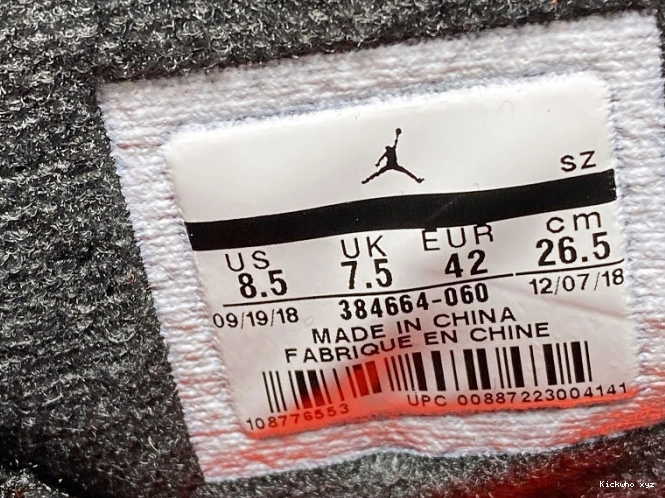 SZ
US UK EUR cm
8.5 7.5 42 26.5
09/19/18 384664-060 12/07/18
MADE IN CHINA
FABRIQUE EN CHINE
108776553 UPC 00887223004141
Kickwho xyz